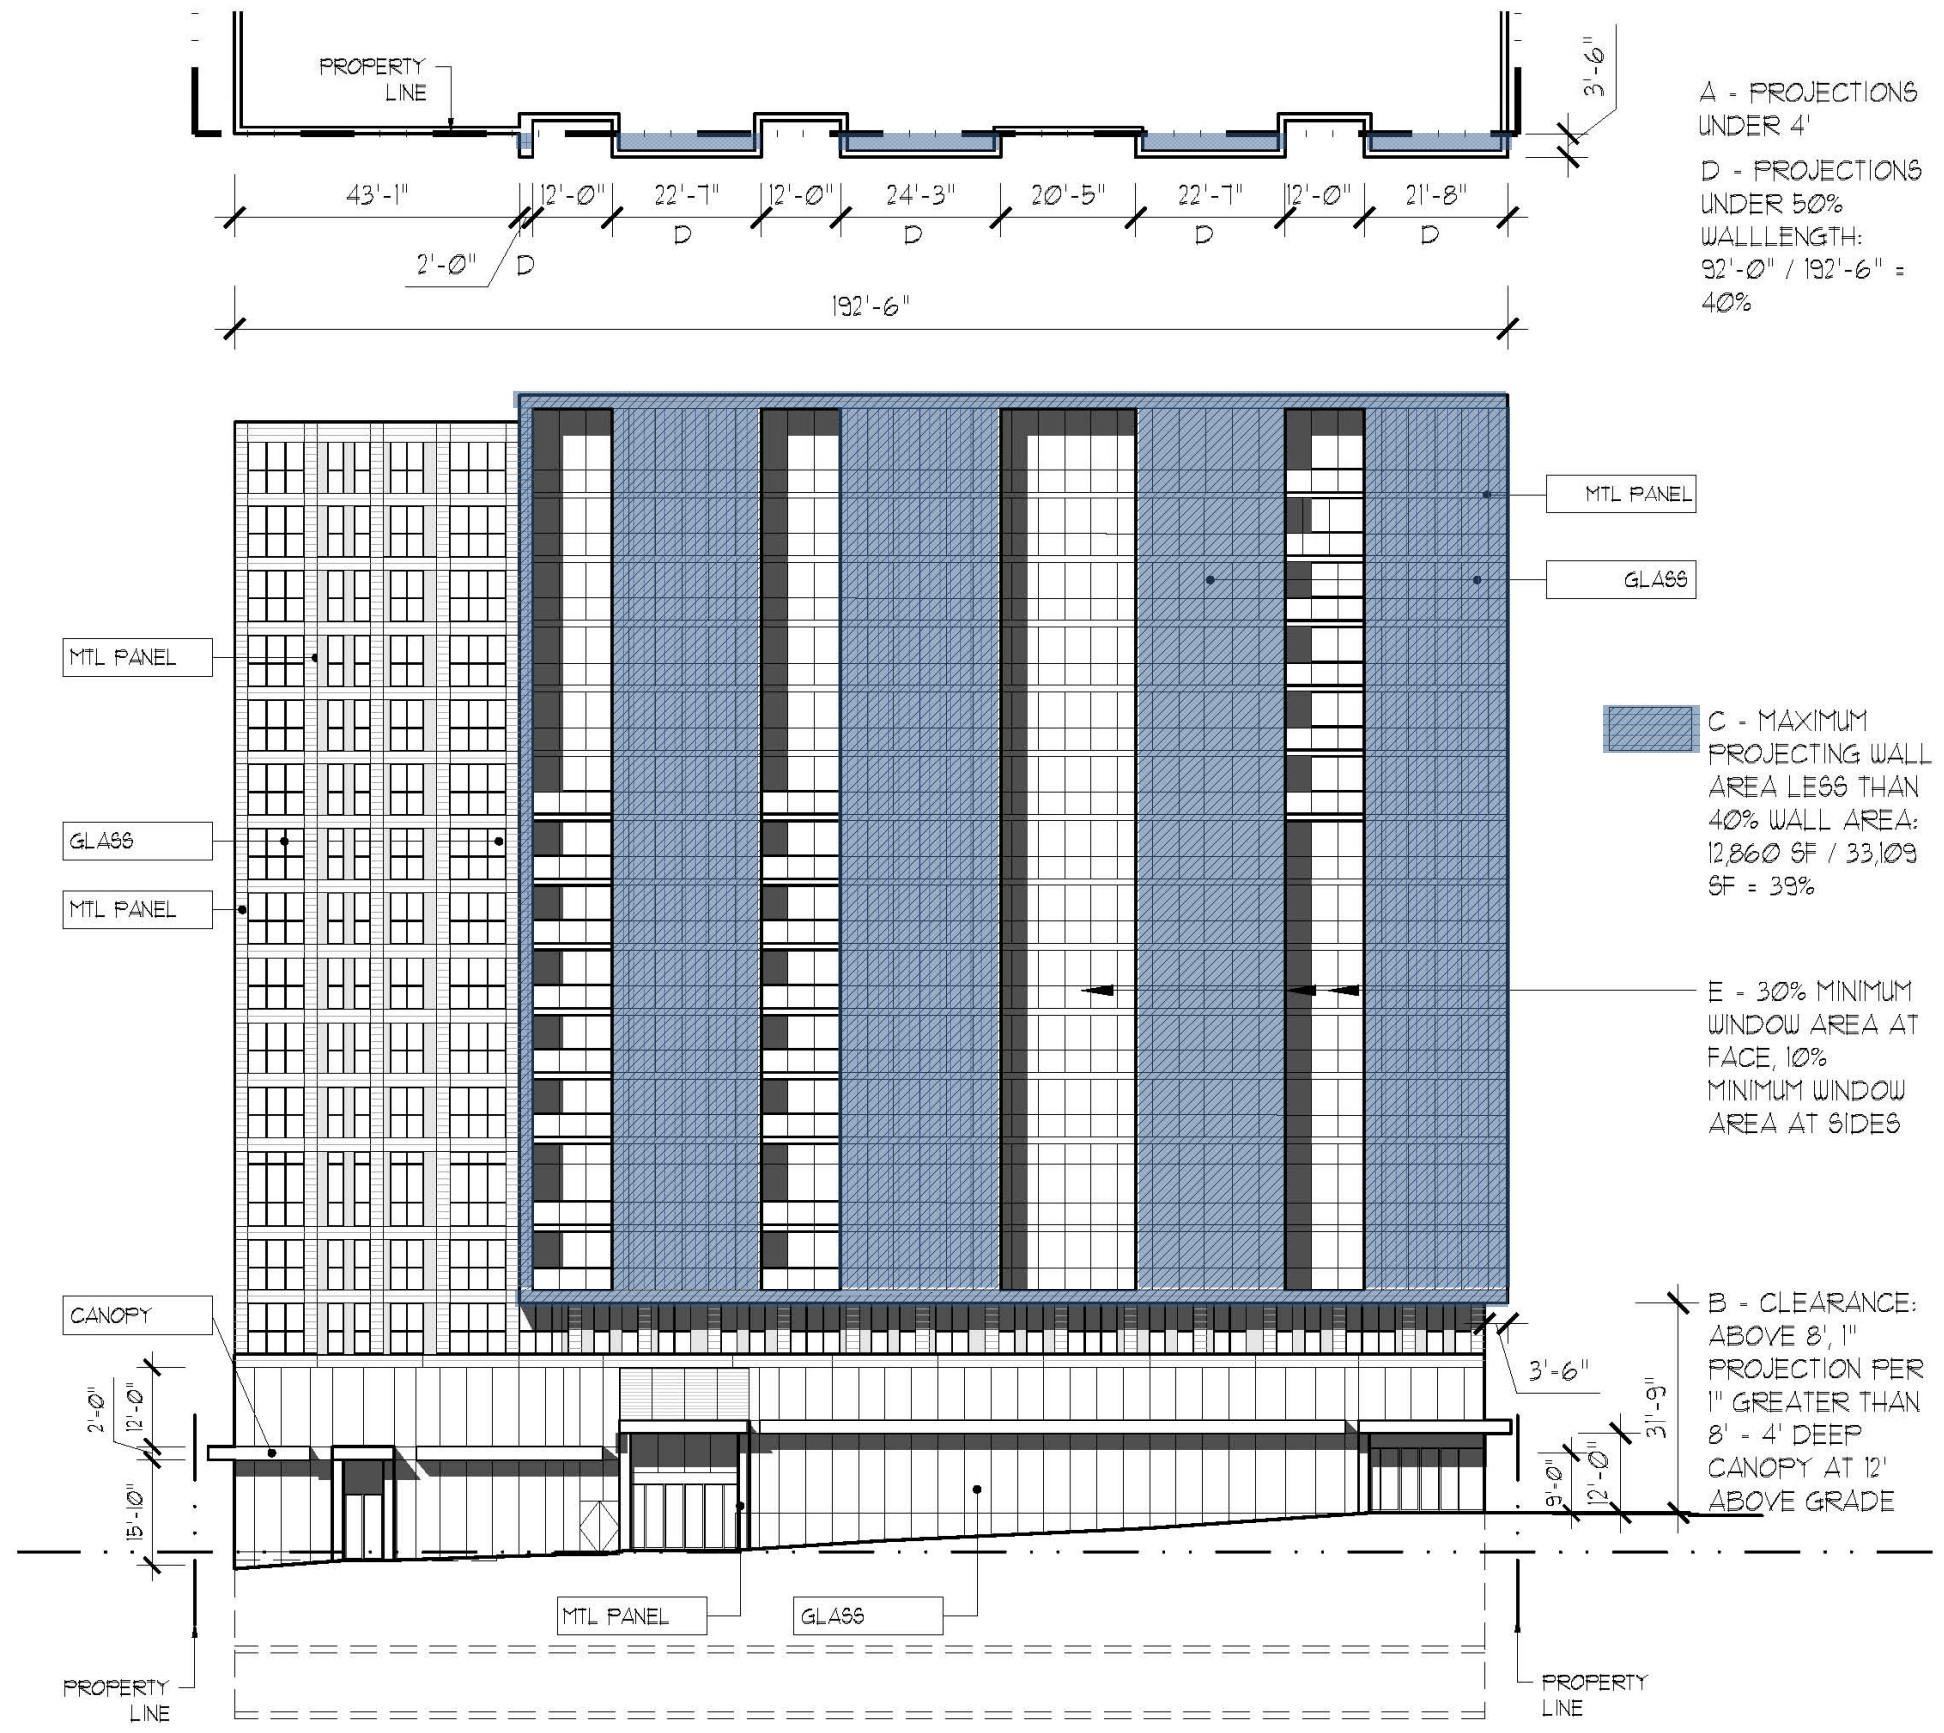 PROPERTY
LINE
3'-6"
A - PROJECTIONS
UNDER 4'
D - PROJECTIONS
UNDER 50%
WALLLENGTH:
92'-0" / 192'-6" =
40%
43'-1" 12'-0" 22'-7" 12'-0" 24'-3" 20'-5" 22'-7" 12'-0" 21'-8"
D D D D
2'-0" D
192'-6"
MTL PANEL
GLASS
MTL PANEL
C - MAXIMUM
PROJECTING WALL
AREA LESS THAN
40% WALL AREA:
12,860 SF / 33,109
SF = 39%
GLASS
MTL PANEL
E - 30% MINIMUM
WINDOW AREA AT
FACE, 10%
MINIMUM WINDOW
AREA AT SIDES
CANOPY
B - CLEARANCE:
ABOVE 8', 1"
PROJECTION PER
1" GREATER THAN
8' - 4' DEEP
CANOPY AT 12'
ABOVE GRADE
3'-6"
31'-9"
2'-0"
12'-0"
15'-10"
9'-0"
12'-0"
MTL PANEL
GLASS
PROPERTY
LINE
PROPERTY
LINE